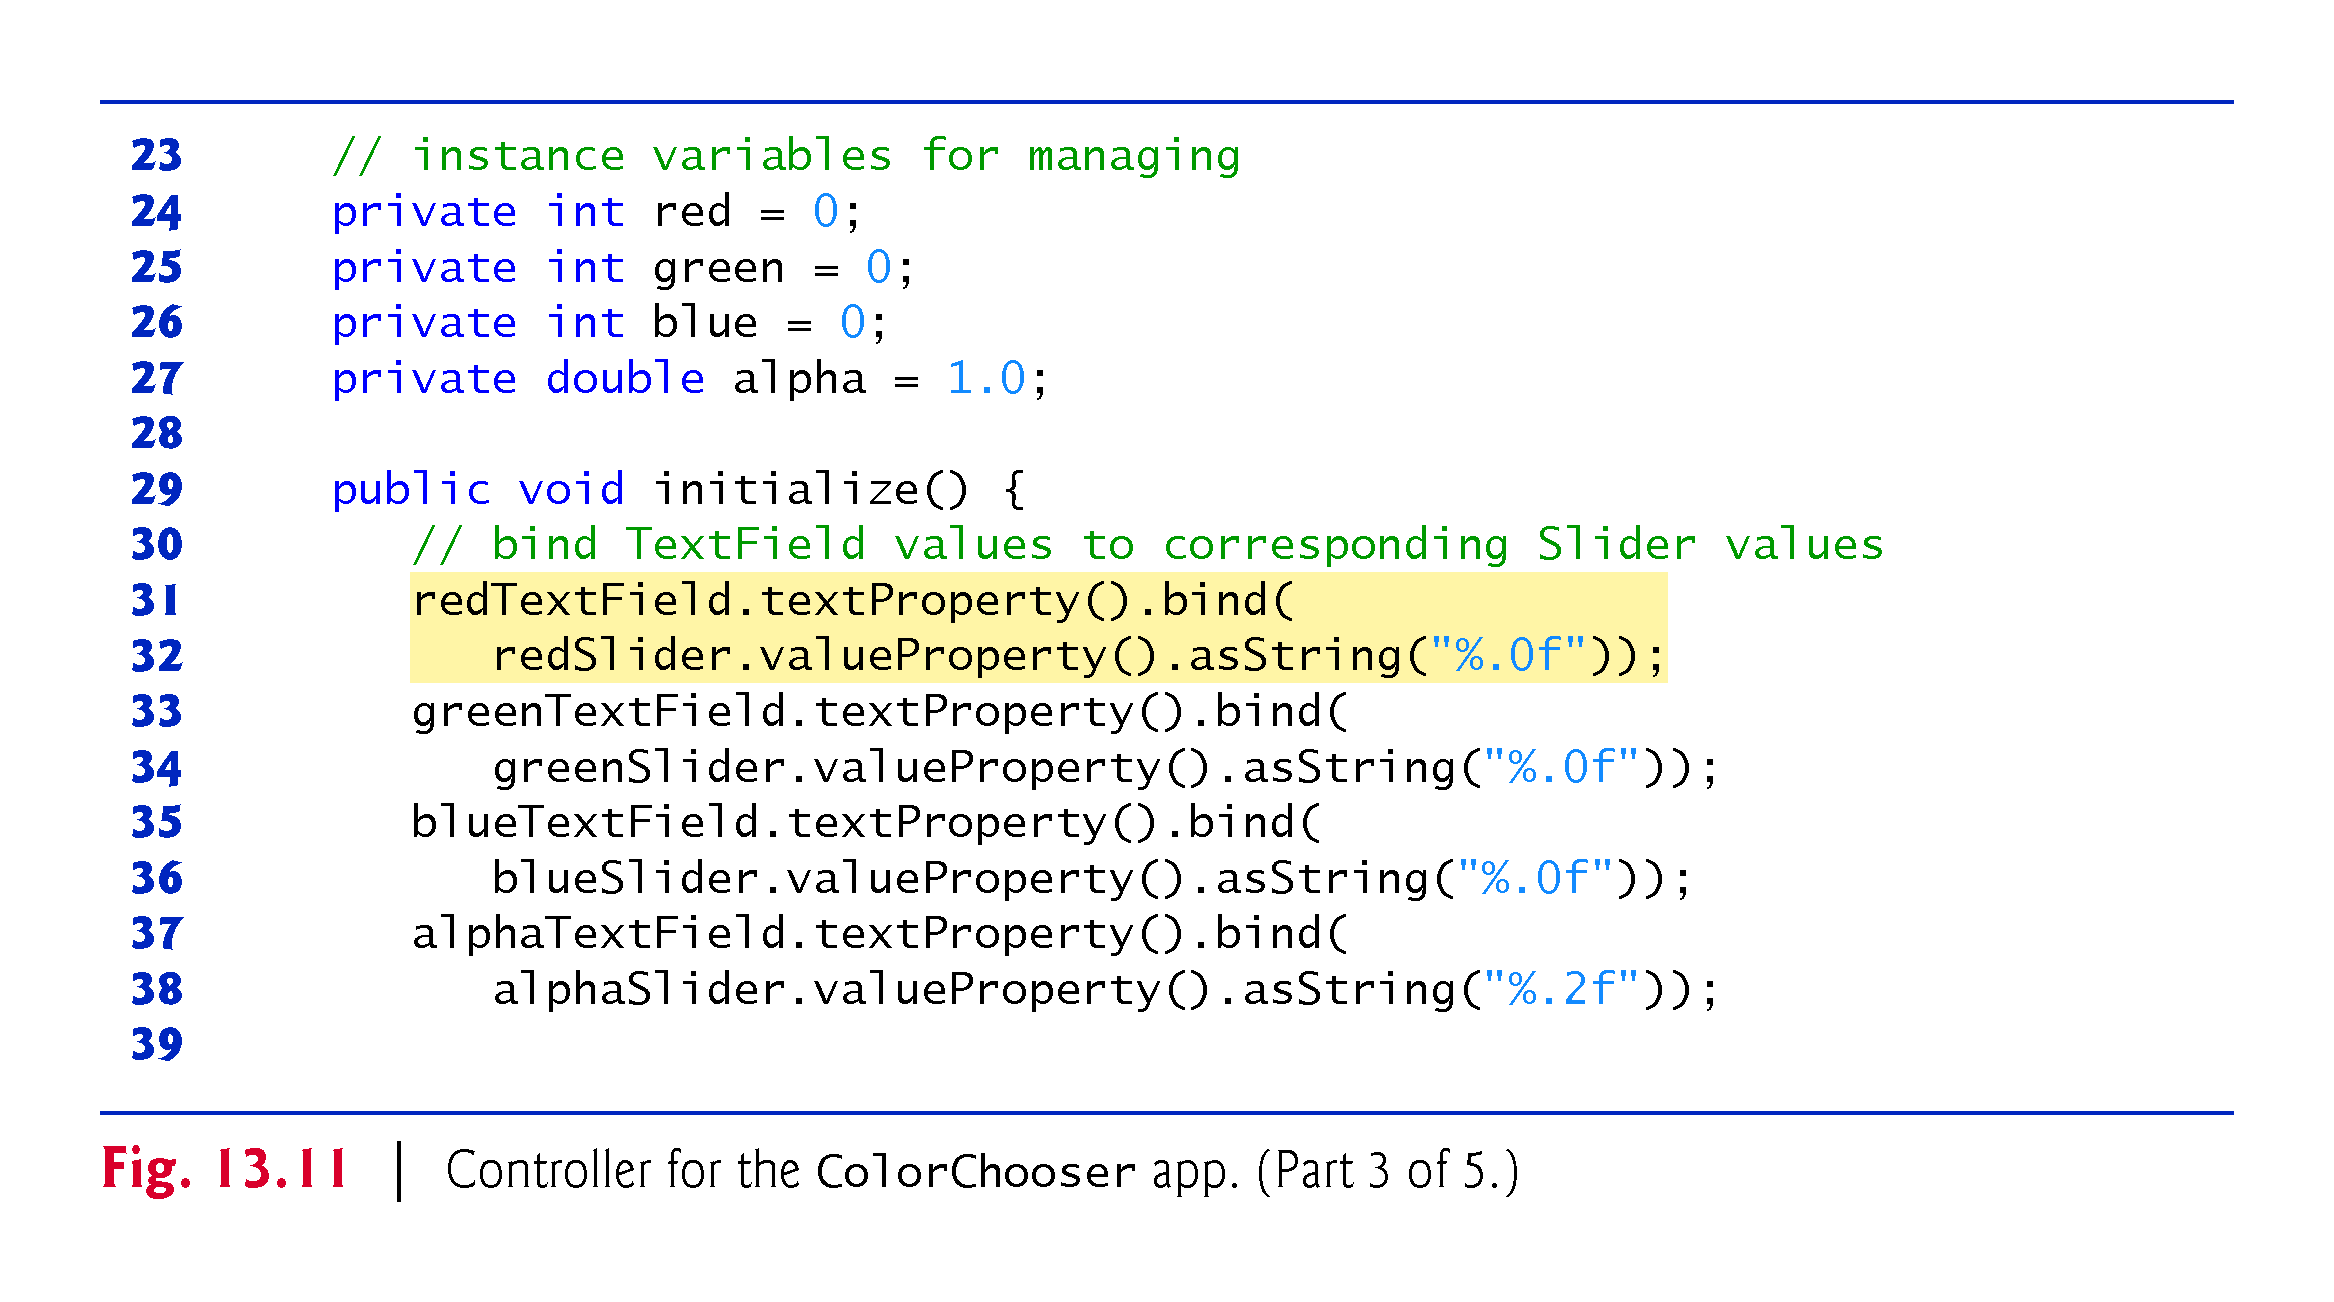 23 // instance variables for managing
24 private int red = 0;
25 private int green = 0;
26 private int blue = 0;
27 private double alpha = 1.0;
28
29 public void initialize() {
30 // bind TextField values to corresponding Slider values
31 redTextField.textProperty().bind(
32 redSlider.valueProperty().asString("%.0f"));
33 greenTextField.textProperty().bind(
34 greenSlider.valueProperty().asString("%.0f"));
35 blueTextField.textProperty().bind(
36 blueSlider.valueProperty().asString("%.0f"));
37 alphaTextField.textProperty().bind(
38 alphaSlider.valueProperty().asString("%.2f"));
39
Fig. 13.11 | Controller for the ColorChooser app. (Part 3 of 5.)